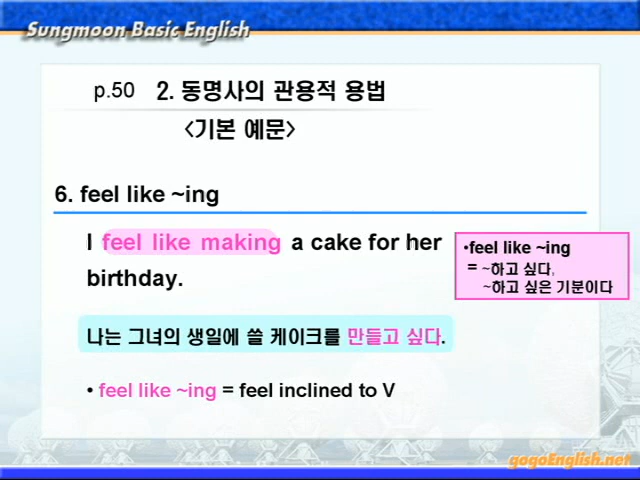 Sungmoon Basic English
p.50 2. 동명사의 관용적 용법
<기본 예문>
6. feel like ~ing
I feel like making a cake for her
birthday.
•feel like ~ing
= ~하고 싶다,
~하고 싶은 기분이다
나는 그녀의 생일에 쓸 케이크를 만들고 싶다.
• feel like ~ing = feel inclined to V
gogoEnglish.net